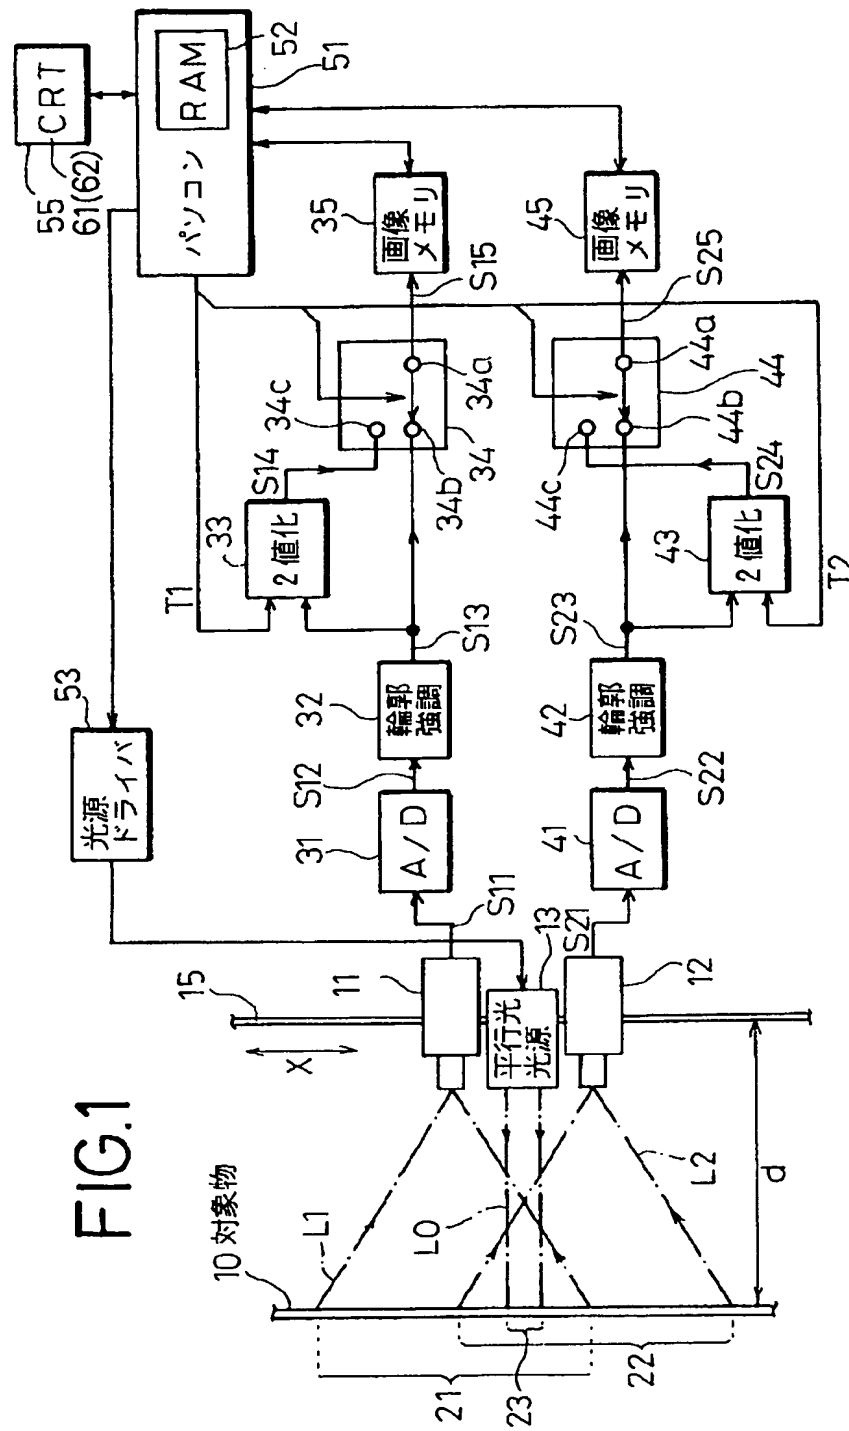 FIG.1
10 対象物
L1
L0
L2
d
21
22
23
X
15
11
12
13
平行光
光源
53
光源
ドライバ
S11
31
A/D
S12
32
輪郭
強調
S13
T1
33
2値化
S14
34c
34b
34a
34
S15
35
画像
メモリ
S21
41
A/D
S22
42
輪郭
強調
S23
43
2値化
S24
T2
44c
44b
44a
44
S25
45
画像
メモリ
パソコン
RAM
52
51
CRT
55
61(62)